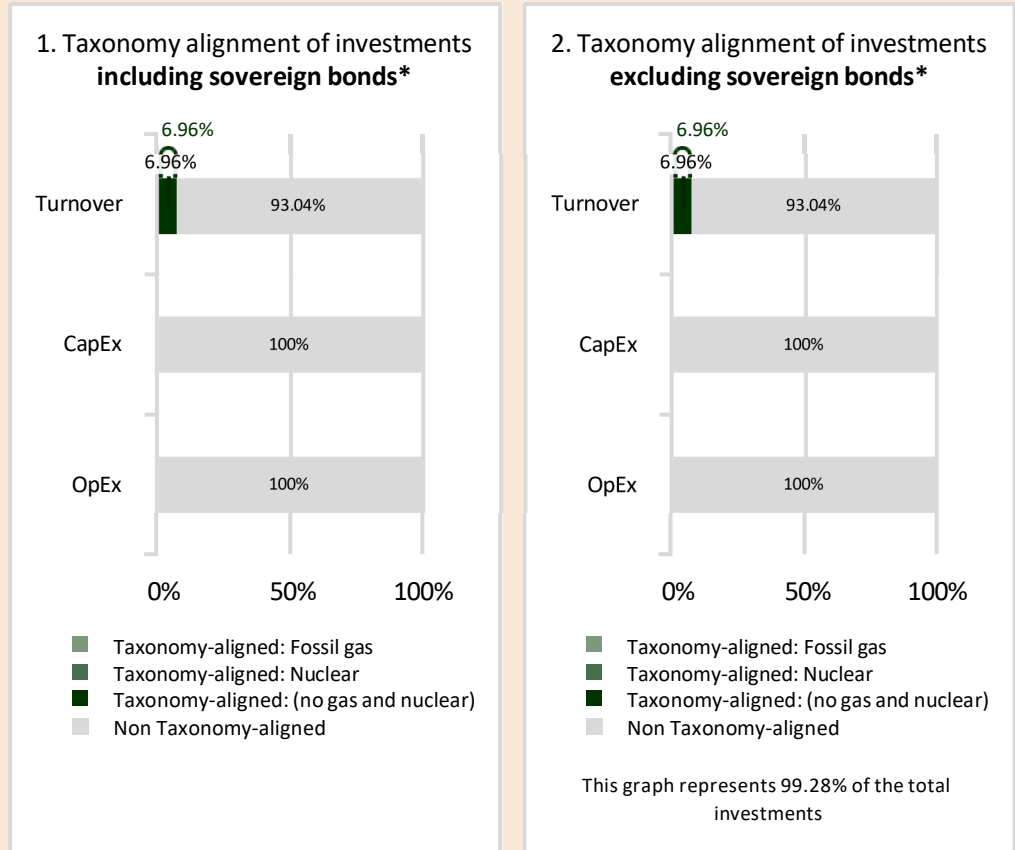 1. Taxonomy alignment of investments
including sovereign bonds*
6.96%
6.96%
Turnover
93.04%
CapEx
100%
OpEx
100%
0% 50% 100%
Taxonomy-aligned: Fossil gas
Taxonomy-aligned: Nuclear
Taxonomy-aligned: (no gas and nuclear)
Non Taxonomy-aligned
2. Taxonomy alignment of investments
excluding sovereign bonds*
6.96%
6.96%
Turnover
93.04%
CapEx
100%
OpEx
100%
0% 50% 100%
Taxonomy-aligned: Fossil gas
Taxonomy-aligned: Nuclear
Taxonomy-aligned: (no gas and nuclear)
Non Taxonomy-aligned
This graph represents 99.28% of the total
investments